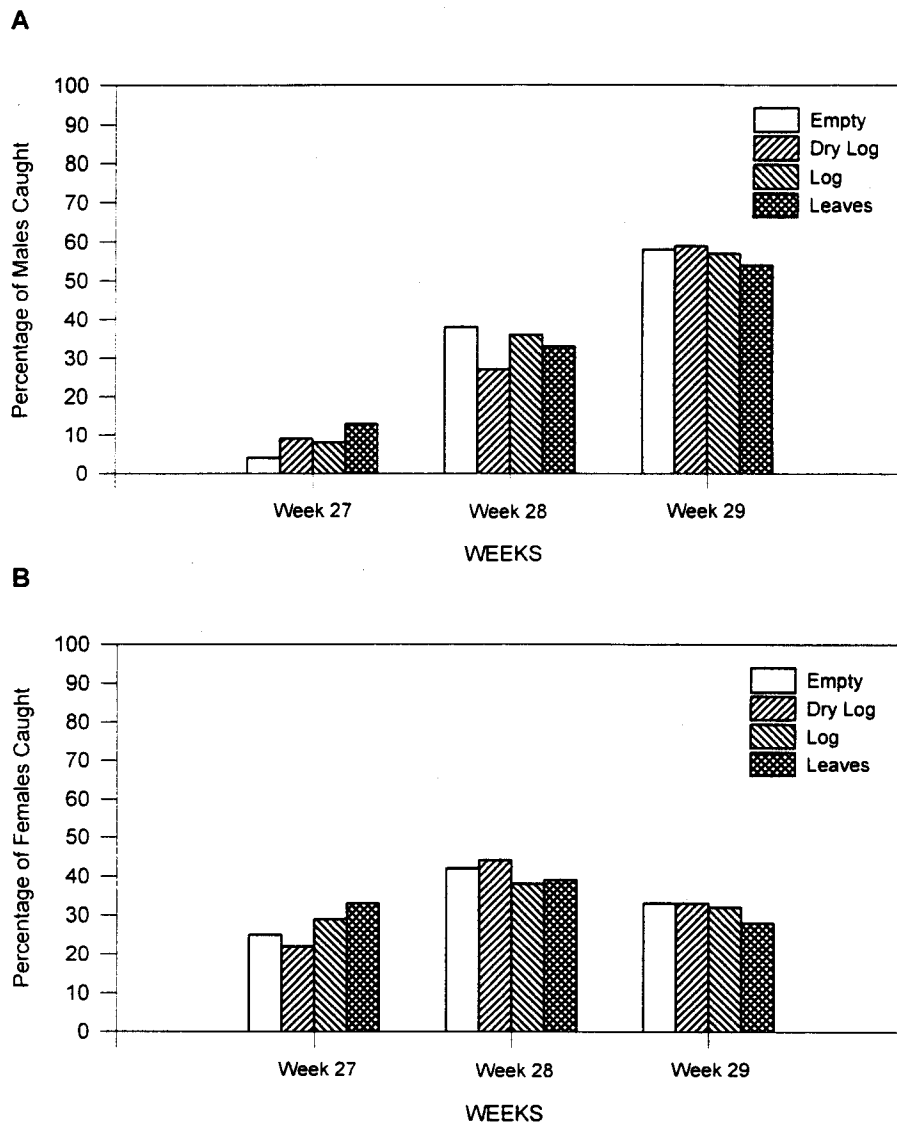 A
Percentage of Males Caught
100
90
80
70
60
50
40
30
20
10
0
Empty
Dry Log
Log
Leaves
Week 27
Week 28
Week 29
WEEKS
B
Percentage of Females Caught
100
90
80
70
60
50
40
30
20
10
0
Empty
Dry Log
Log
Leaves
Week 27
Week 28
Week 29
WEEKS